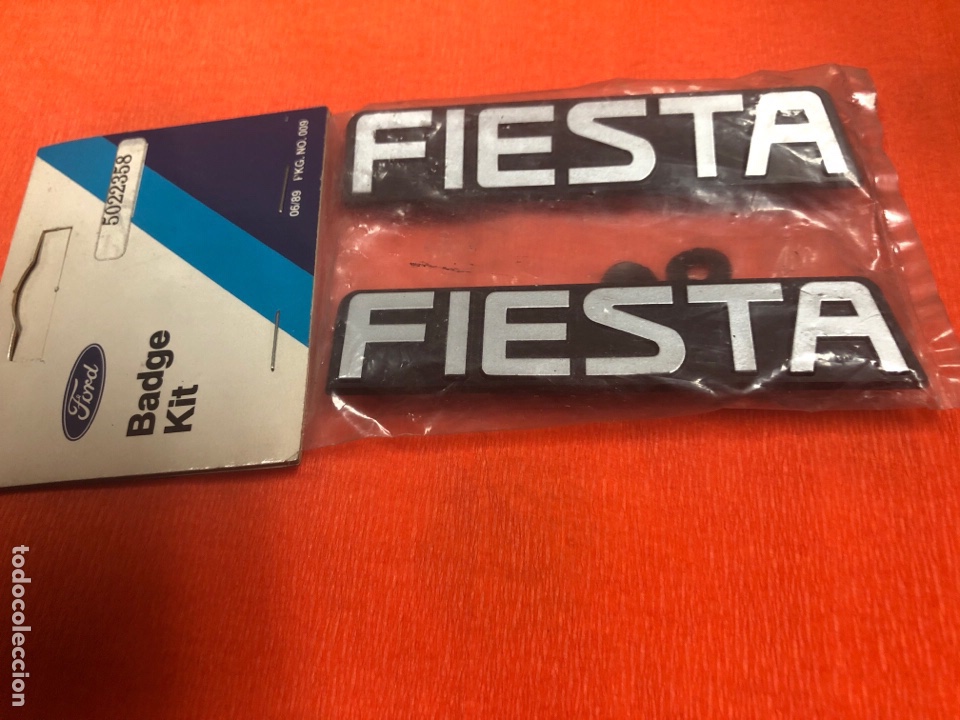 5022358
06/89 PKG. NO. 009
Ford
Badge
Kit
FIESTA
FIESTA
todocoleccion